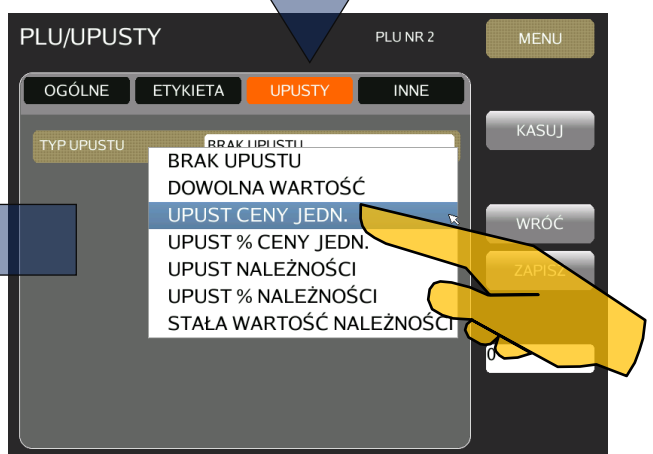 PLU/UPUSTY
PLU NR 2
MENU
OGÓLNE
ETYKIETA
UPUSTY
INNE
KASUJ
TYP UPUSTU
BRAK UPUSTU
BRAK UPUSTU
DOWOLNA WARTOŚĆ
UPUST CENY JEDN.
UPUST % CENY JEDN.
UPUST NALEŻNOŚCI
UPUST % NALEŻNOŚCI
STAŁA WARTOŚĆ NALEŻNOŚCI
WRÓĆ
ZAPISZ
0